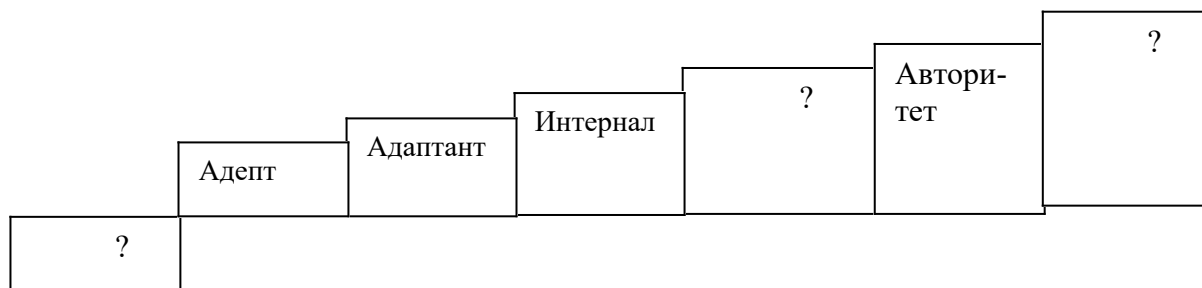 ?
Адепт
Адаптант
Интернал
?
Автори-
тет
?